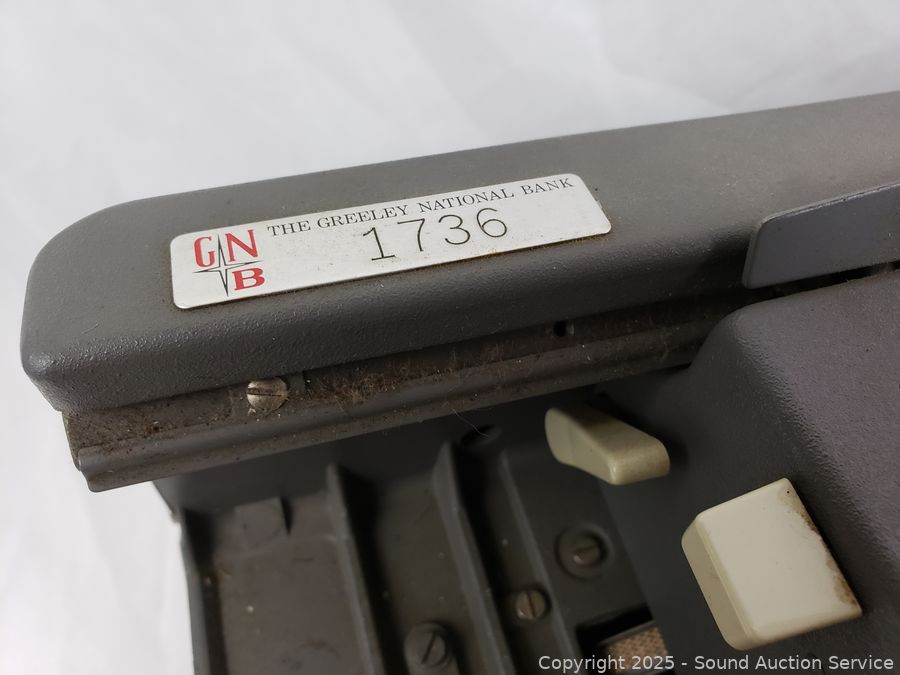 THE GREELEY NATIONAL BANK
GN
B
1736
Copyright 2025 - Sound Auction Service